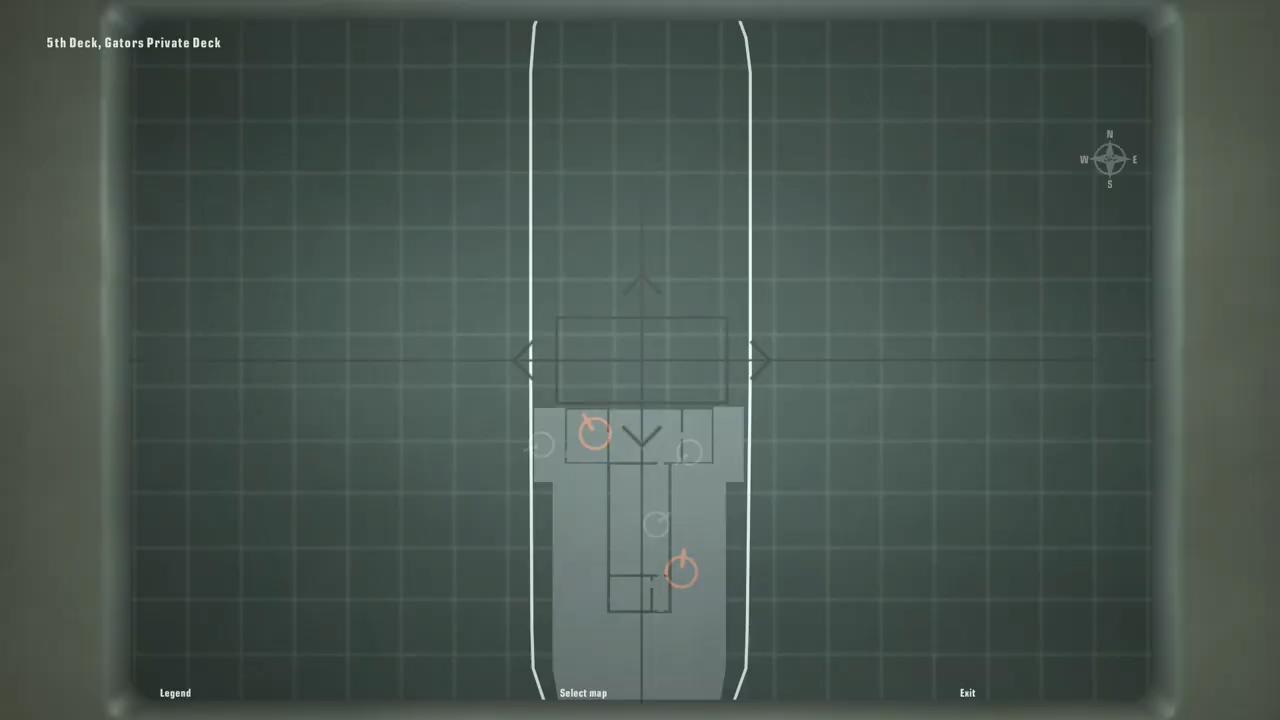 5th Deck, Gators Private Deck
N
W E
S
Legend
Select map
Exit